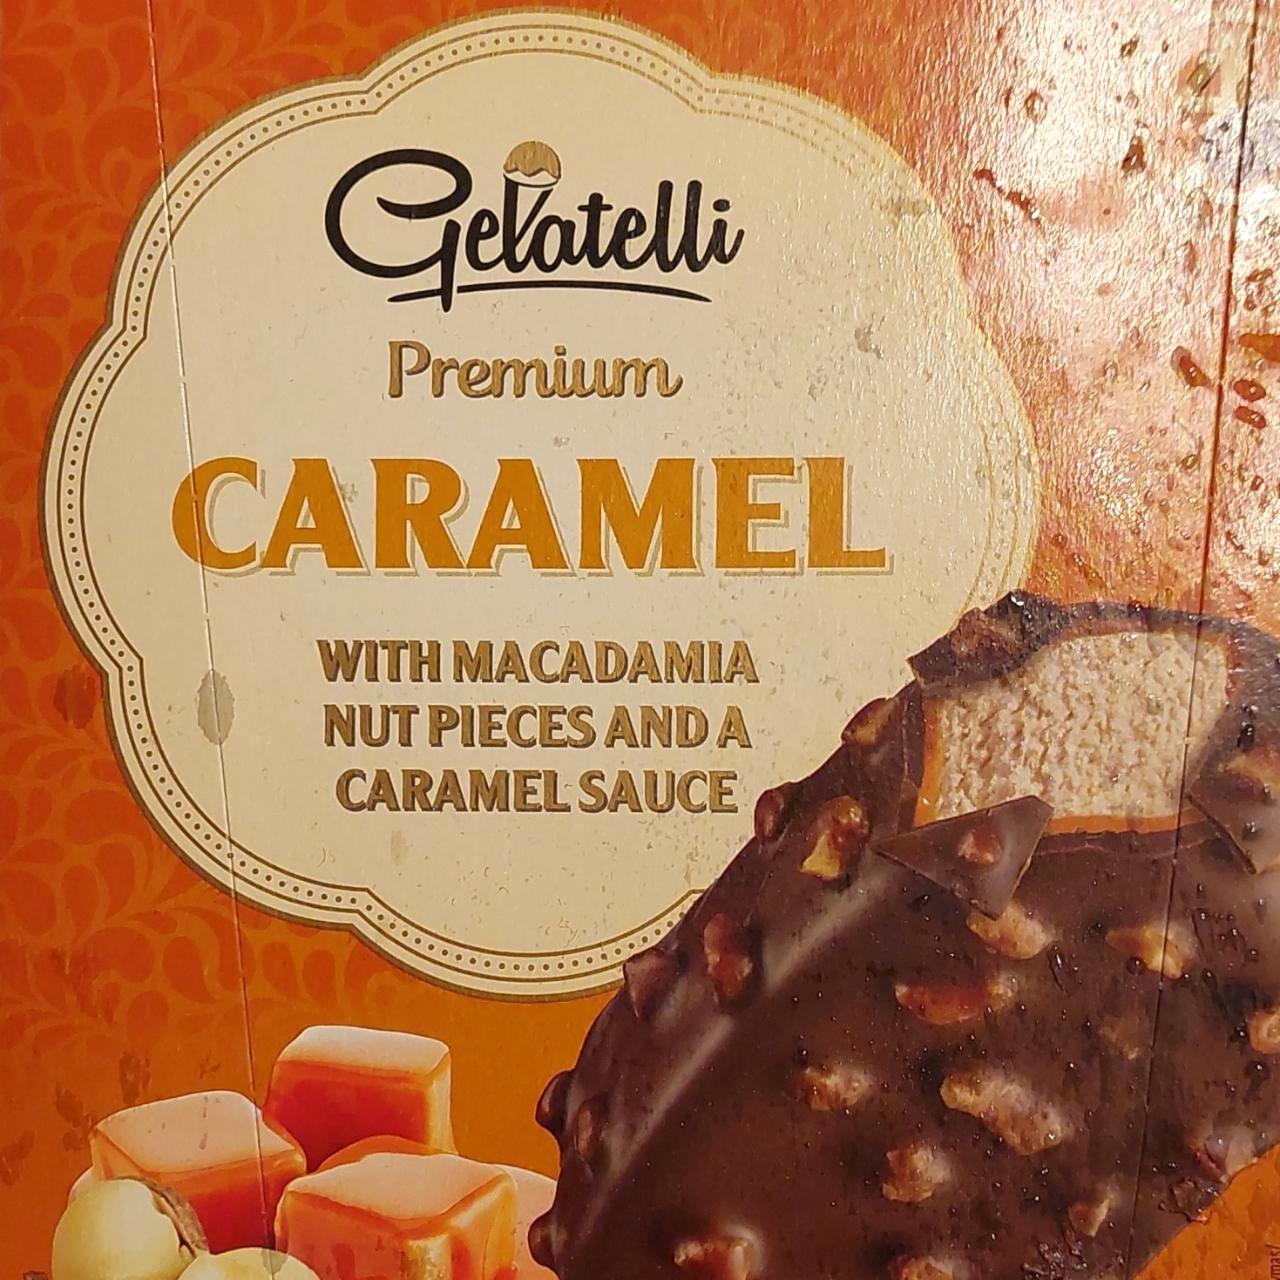 Gelatelli
Premium
CARAMEL
WITH MACADAMIA
NUT PIECES AND A
CARAMEL SAUCE